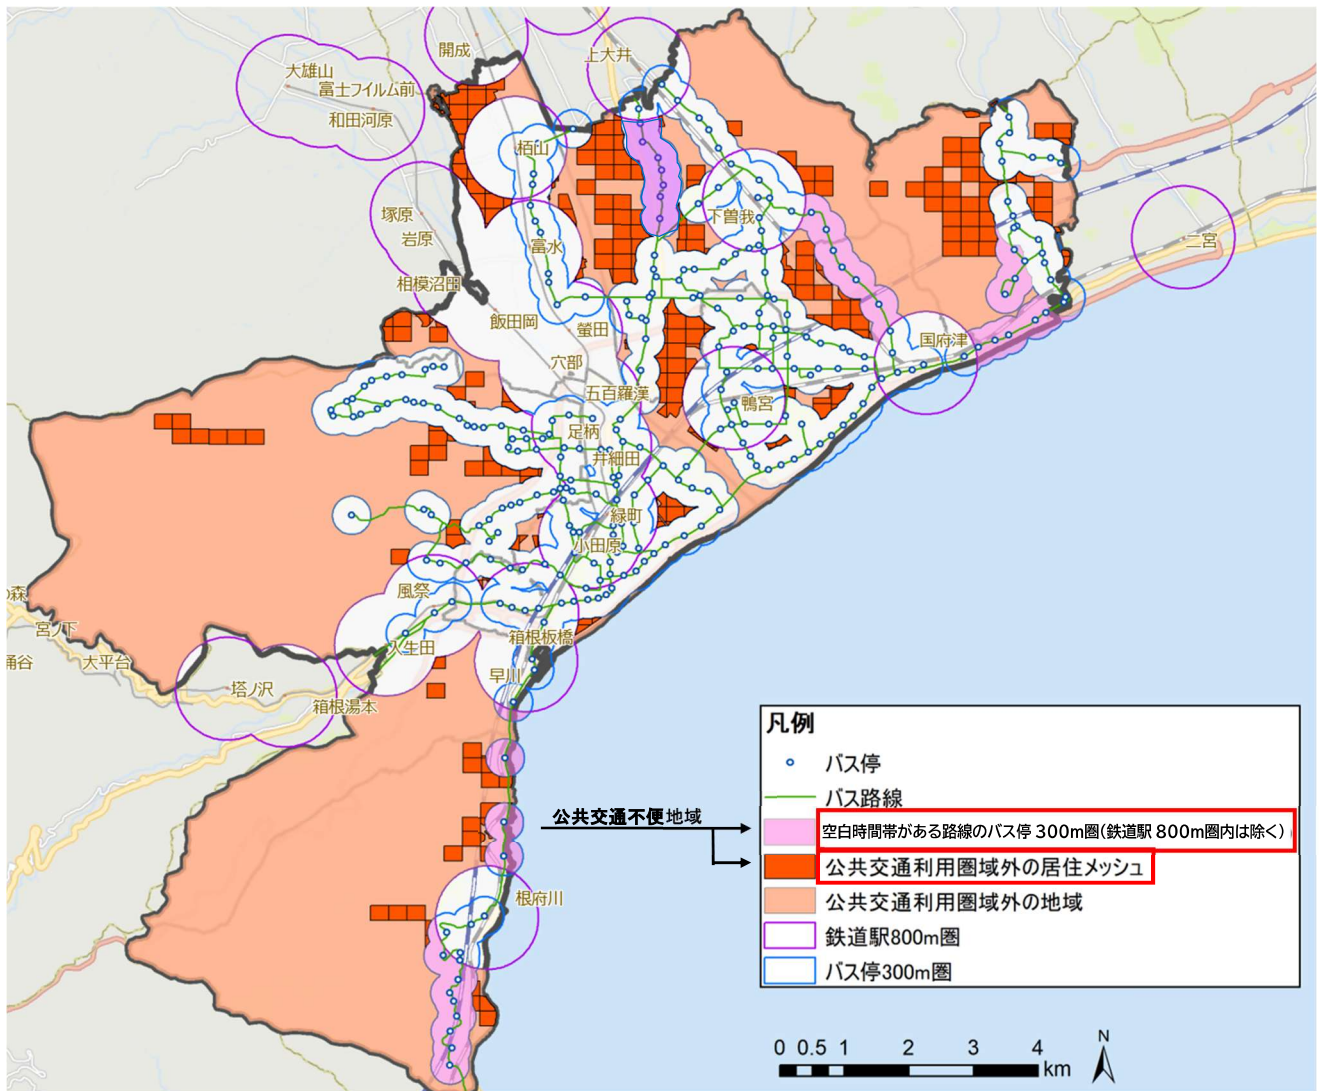 開成
上大井
大雄山
富士フイルム前
和田河原
栢山
塚原
下曽我
岩原
富水
二宮
相模沼田
飯田岡
螢田
国府津
穴部
五百羅漢
鴨宮
足柄
井細田
緑町
小田原
の森
風祭
宮ノ下
箱根板橋
入生田
涌谷
大平台
早川
塔ノ沢
箱根湯本
根府川
公共交通不便地域
凡例
バス停
バス路線
空白時間帯がある路線のバス停300m圏(鉄道駅800m圏内は除く)
公共交通利用圏域外の居住メッシュ
公共交通利用圏域外の地域
鉄道駅800m圏
バス停300m圏
0 0.5 1 2 3 4
km
N